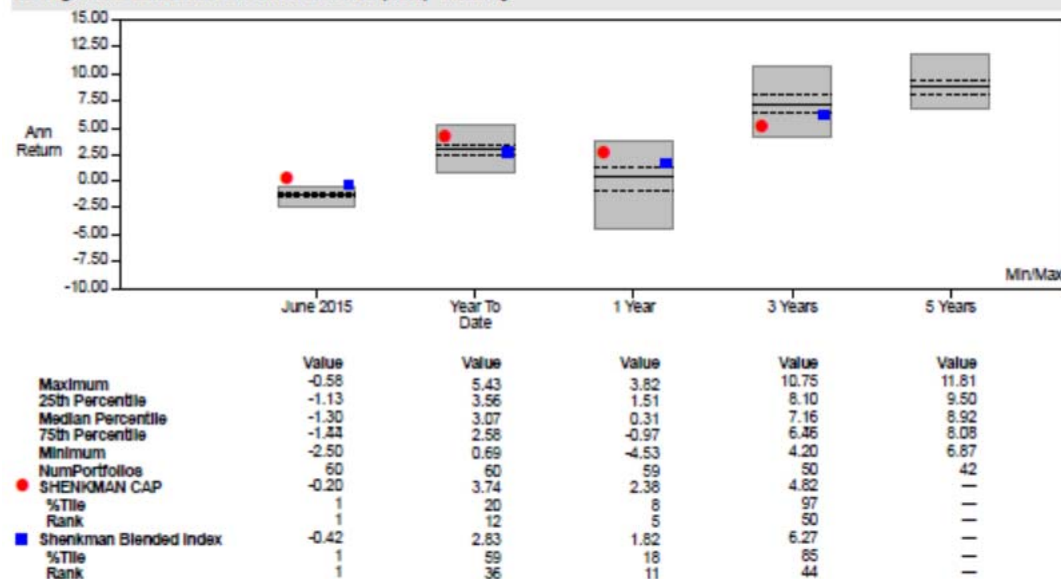 15.00
12.50
10.00
7.50
5.00
2.50
0.00
-2.50
-5.00
-7.50
-10.00
Ann
Return
Min/Max
June 2015 Year To Date 1 Year 3 Years 5 Years
Value Value Value Value Value
Maximum -0.58 5.43 3.82 10.75 11.81
25th Percentile -1.13 3.56 1.51 8.10 9.50
Median Percentile -1.30 3.07 0.31 7.16 8.92
75th Percentile -1.44 2.58 -0.97 6.46 8.08
Minimum -2.50 0.69 -4.53 4.20 6.87
NumPortfolios 60 60 59 50 42
SHENKMAN CAP -0.20 3.74 2.38 4.82 —
%Tile 1 20 8 97 —
Rank 1 12 5 50 —
Shenkman Blended Index -0.42 2.83 1.82 6.27 —
%Tile 1 59 18 85 —
Rank 1 36 11 44 —